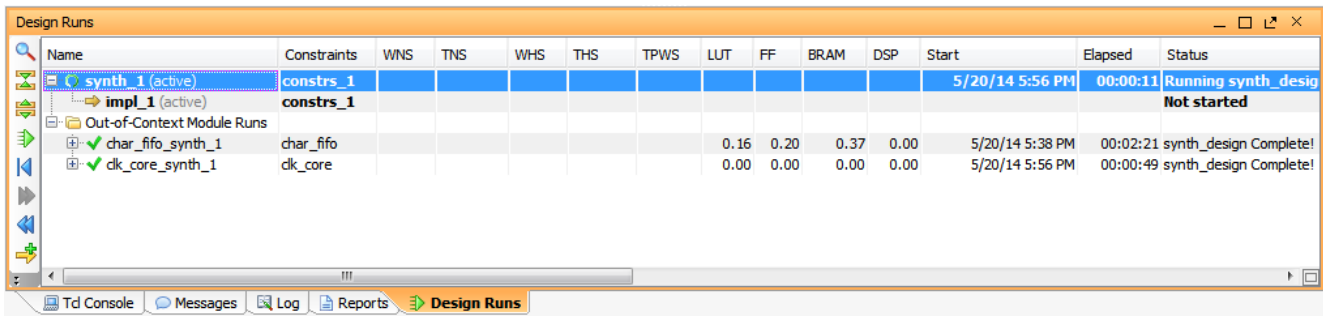 Design Runs
Name Constraints WNS TNS WHS THS TPWS LUT FF BRAM DSP Start Elapsed Status
synth_1 (active) constrs_1 5/20/14 5:56 PM 00:00:11 Running synth_desig
impl_1 (active) constrs_1 Not started
Out-of-Context Module Runs
char_fifo_synth_1 char_fifo 0.16 0.20 0.37 0.00 5/20/14 5:38 PM 00:02:21 synth_design Complete!
clk_core_synth_1 clk_core 0.00 0.00 0.00 0.00 5/20/14 5:56 PM 00:00:49 synth_design Complete!
Tcl Console Messages Log Reports Design Runs